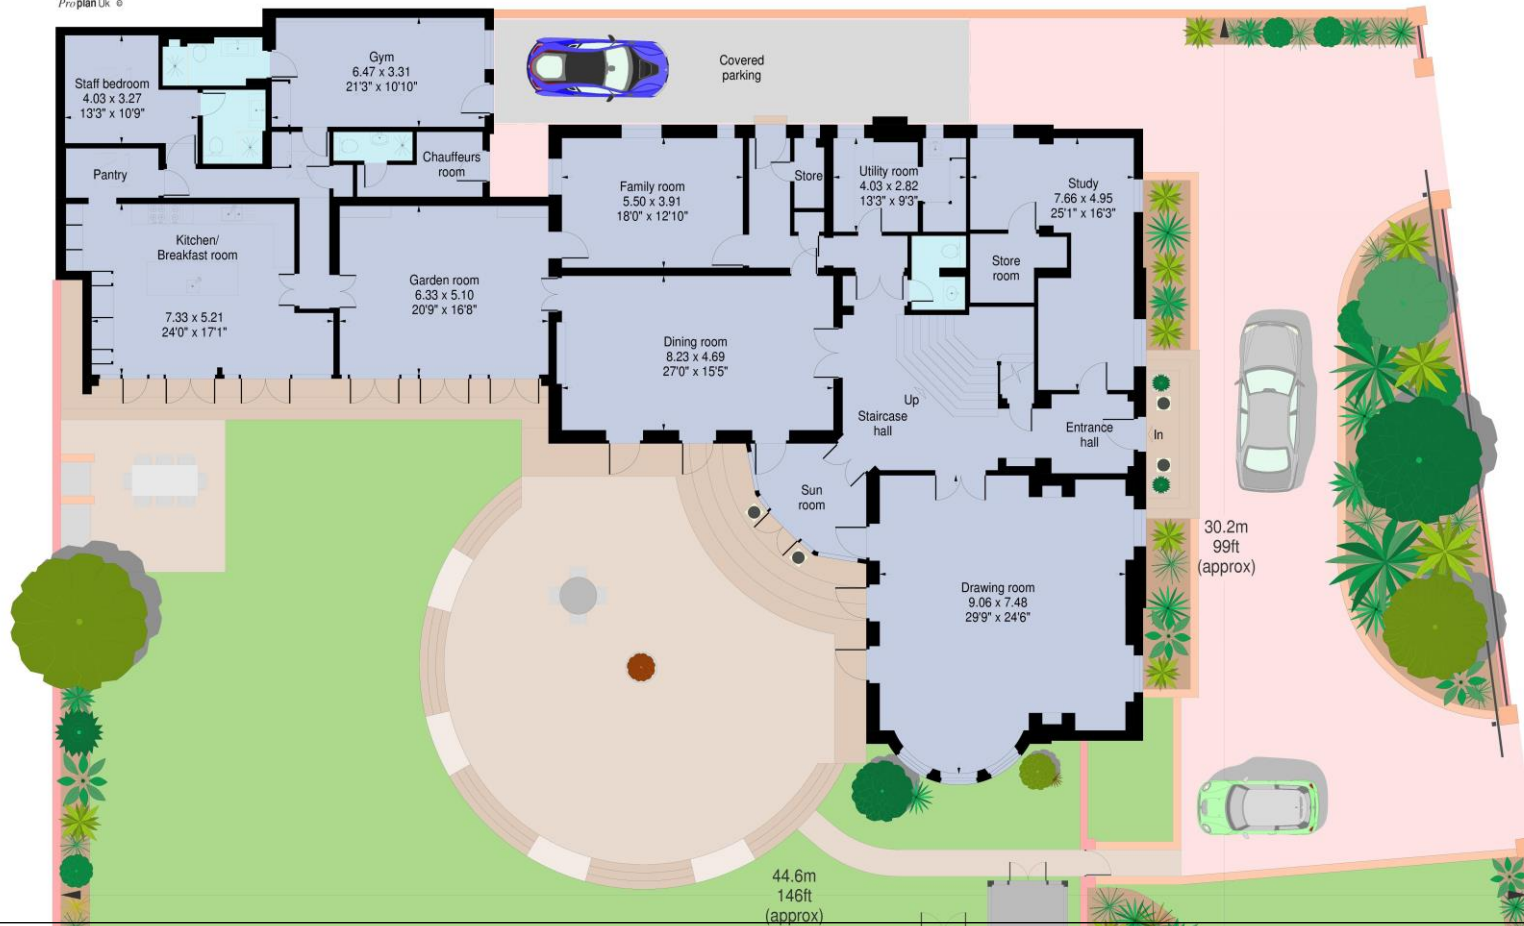 Proplan Uk ©
Gym
6.47 x 3.31
21'3" x 10'10"
Covered
parking
Staff bedroom
4.03 x 3.27
13'3" x 10'9"
Chauffeurs
room
Pantry
Family room
5.50 x 3.91
18'0" x 12'10"
Store
Utility room
4.03 x 2.82
13'3" x 9'3"
Study
7.66 x 4.95
25'1" x 16'3"
Kitchen/
Breakfast room
7.33 x 5.21
24'0" x 17'1"
Garden room
6.33 x 5.10
20'9" x 16'8"
Store
room
Dining room
8.23 x 4.69
27'0" x 15'5"
Up
Staircase
hall
Entrance
hall
In
Sun
room
30.2m
99ft
(approx)
Drawing room
9.06 x 7.48
29'9" x 24'6"
44.6m
146ft
(approx)